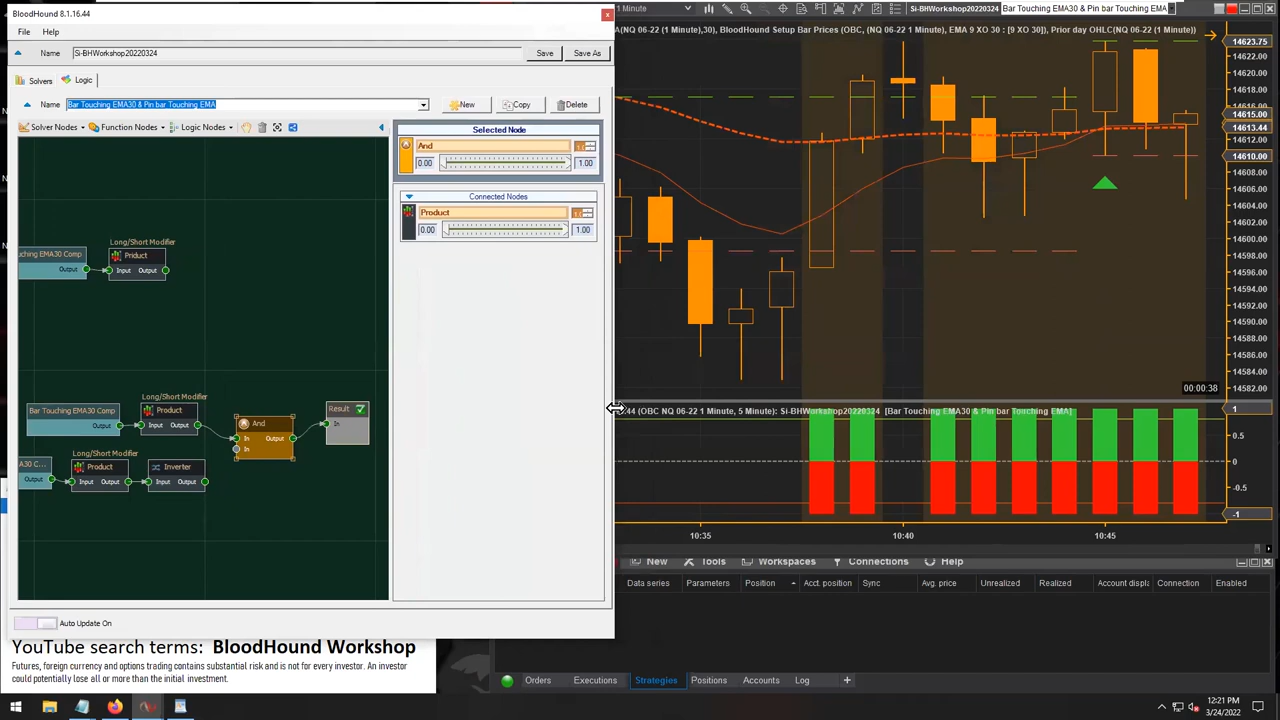 BloodHound 8.1.16.44
File Help
Name Si-BHWorkshop20220324 Save Save As
Solvers Logic
Name Bar Touching EMA30 & Pin bar Touching EMA New Copy Delete
Solver Nodes Function Nodes Logic Nodes
Selected Node
And
0.00 1.00
Connected Nodes
Product
0.00 1.00
Long/Short Modifier
uching EMA30 Comp Product
Output Input Output
Long/Short Modifier
Bar Touching EMA30 Comp Product
Output Input Output
And
In Output
In
Result
In
Long/Short Modifier
A30 C... Product Inverter
Output Input Output Input Output
Auto Update On
YouTube search terms: BloodHound Workshop
Futures, foreign currency and options trading contains substantial risk and is not for every investor. An investor
could potentially lose all or more than the initial investment.
1 Minute
Si-BHWorkshop20220324 Bar Touching EMA30 & Pin bar Touching EMA
(NQ 06-22 (1 Minute),30), BloodHound Setup Bar Prices (OBC, (NQ 06-22 (1 Minute), EMA 9 XO 30 : [9 XO 30]), Prior day OHLC(NQ 06-22 (1 Minute))
14623.75
14620.00
14618.00
14616.00
14615.00
14613.44
14610.00
14608.00
14606.00
14604.00
14602.00
14600.00
14598.00
14596.00
14594.00
14592.00
14590.00
14588.00
14586.00
14584.00
14582.00
00:00:38
.44 (OBC NQ 06-22 1 Minute, 5 Minute): Si-BHWorkshop20220324 [Bar Touching EMA30 & Pin bar Touching EMA]
1
0.5
0
-0.5
-1
10:35 10:40 10:45
New Tools Workspaces Connections Help
Data series Parameters Position Acct. position Sync Avg. price Unrealized Realized Account displa Connection Enabled
Orders Executions Strategies Positions Accounts Log +
12:21 PM
3/24/2022